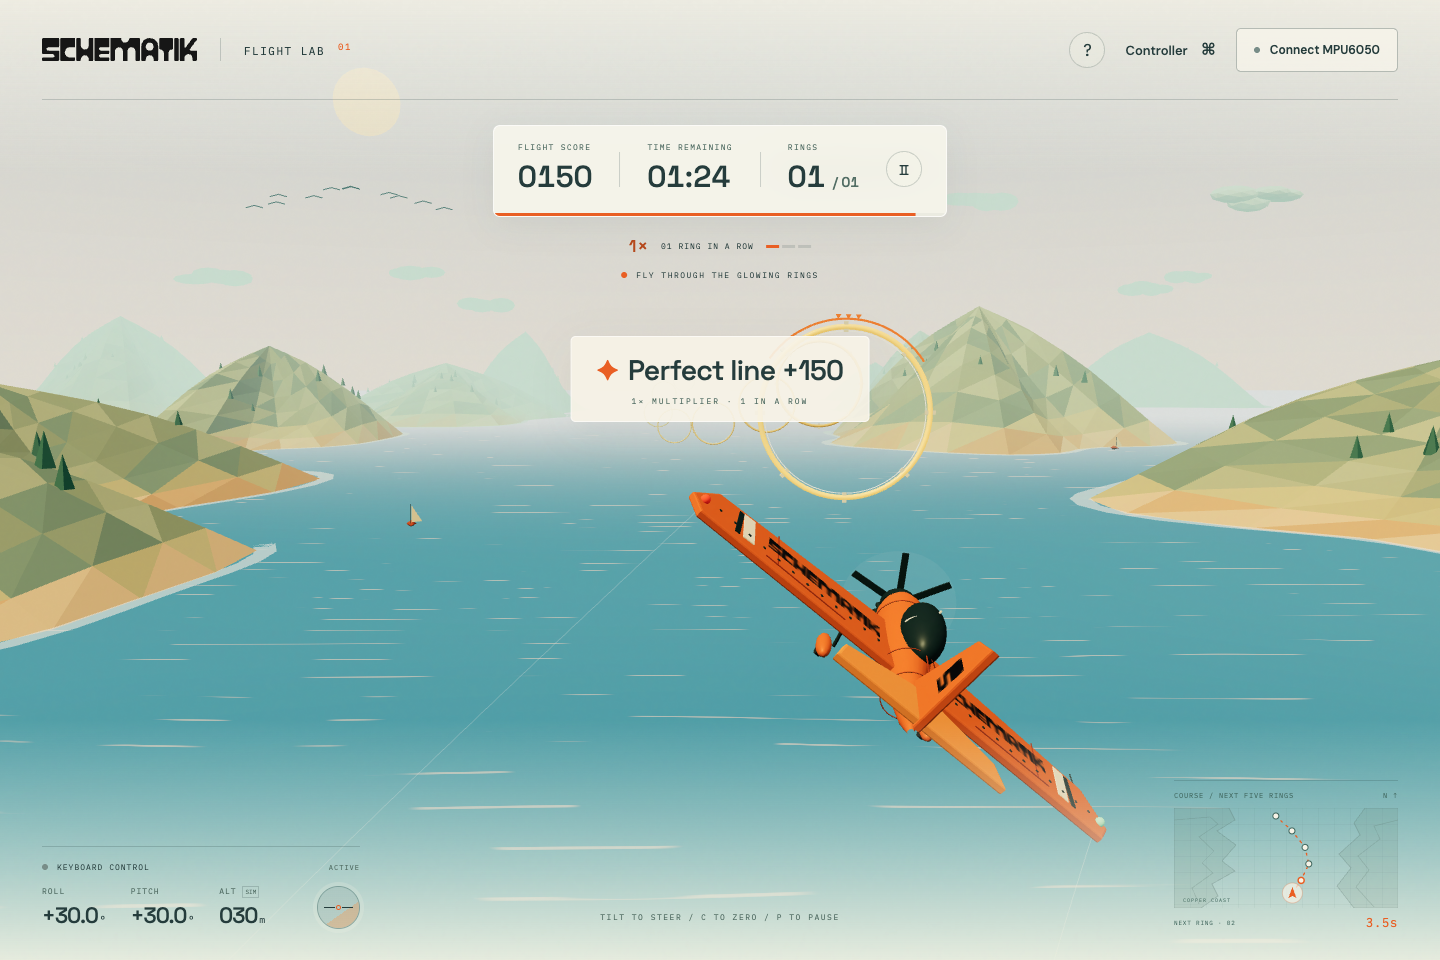 SCHEMATIK
FLIGHT LAB 01
?
Controller ⌘
Connect MPU6050
FLIGHT SCORE
0150
TIME REMAINING
01:24
RINGS
01 / 01
1×
01 RING IN A ROW
FLY THROUGH THE GLOWING RINGS
Perfect line +150
1× MULTIPLIER · 1 IN A ROW
SCHEMATIK
S
HEMATIK
KEYBOARD CONTROL
ACTIVE
ROLL
+30.0°
PITCH
+30.0°
ALT SIM
030m
TILT TO STEER / C TO ZERO / P TO PAUSE
COURSE / NEXT FIVE RINGS
N ↑
COPPER COAST
NEXT RING · 02
3.5s